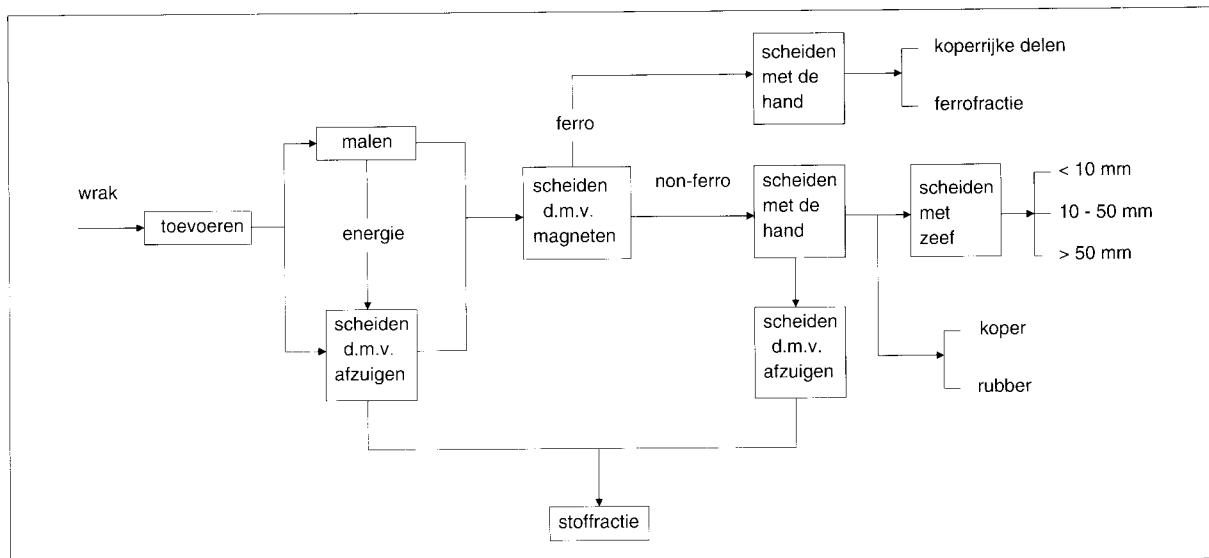 wrak
toevoeren
malen
energie
scheiden
d.m.v.
afzuigen
scheiden
d.m.v.
magneten
ferro
non-ferro
scheiden
met de
hand
koperrijke delen
ferrofractie
scheiden
met de
hand
scheiden
met
zeef
< 10 mm
10 - 50 mm
> 50 mm
scheiden
d.m.v.
afzuigen
koper
rubber
stoffractie